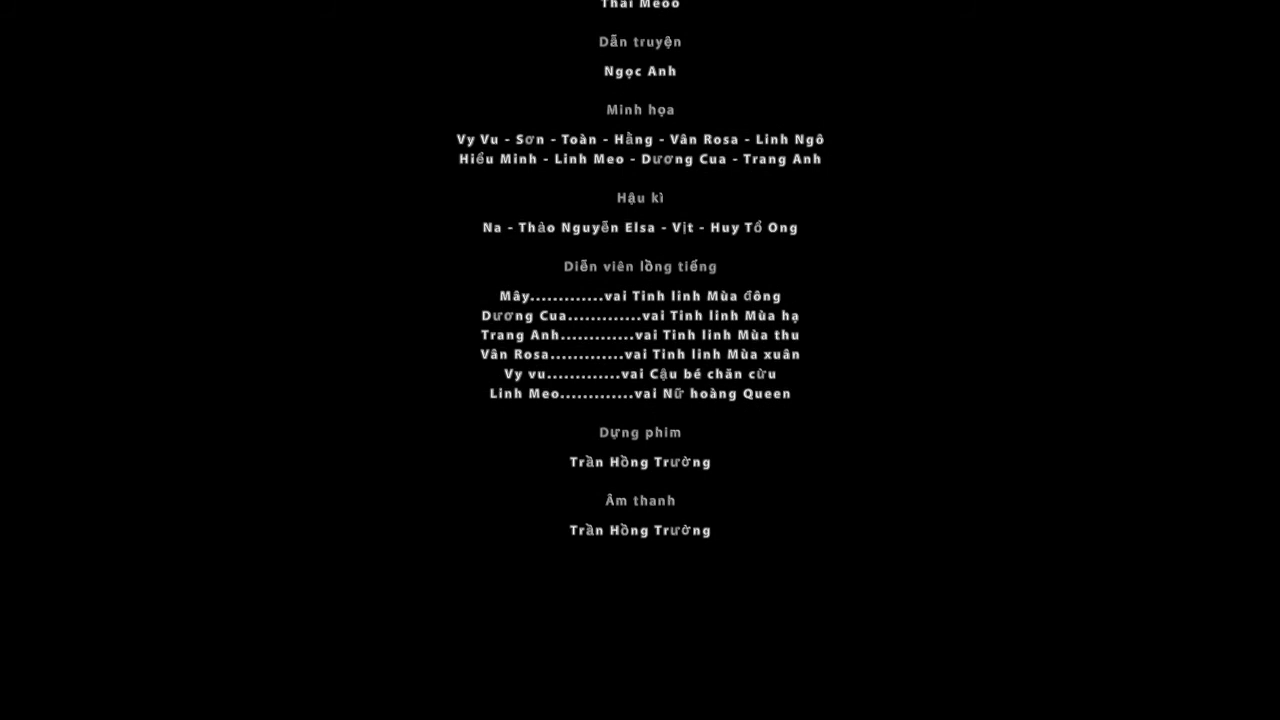 Thái Meoo
Dẫn truyện
Ngọc Anh
Minh họa
Vy Vu - Sơn - Toàn - Hằng - Vân Rosa - Linh Ngô
Hiểu Minh - Linh Meo - Dương Cua - Trang Anh
Hậu kì
Na - Thảo Nguyễn Elsa - Vịt - Huy Tổ Ong
Diễn viên lồng tiếng
Mây.............vai Tinh linh Mùa đông
Dương Cua.............vai Tinh linh Mùa hạ
Trang Anh.............vai Tinh linh Mùa thu
Vân Rosa.............vai Tinh linh Mùa xuân
Vy vu.............vai Cậu bé chăn cừu
Linh Meo.............vai Nữ hoàng Queen
Dựng phim
Trần Hồng Trường
Âm thanh
Trần Hồng Trường